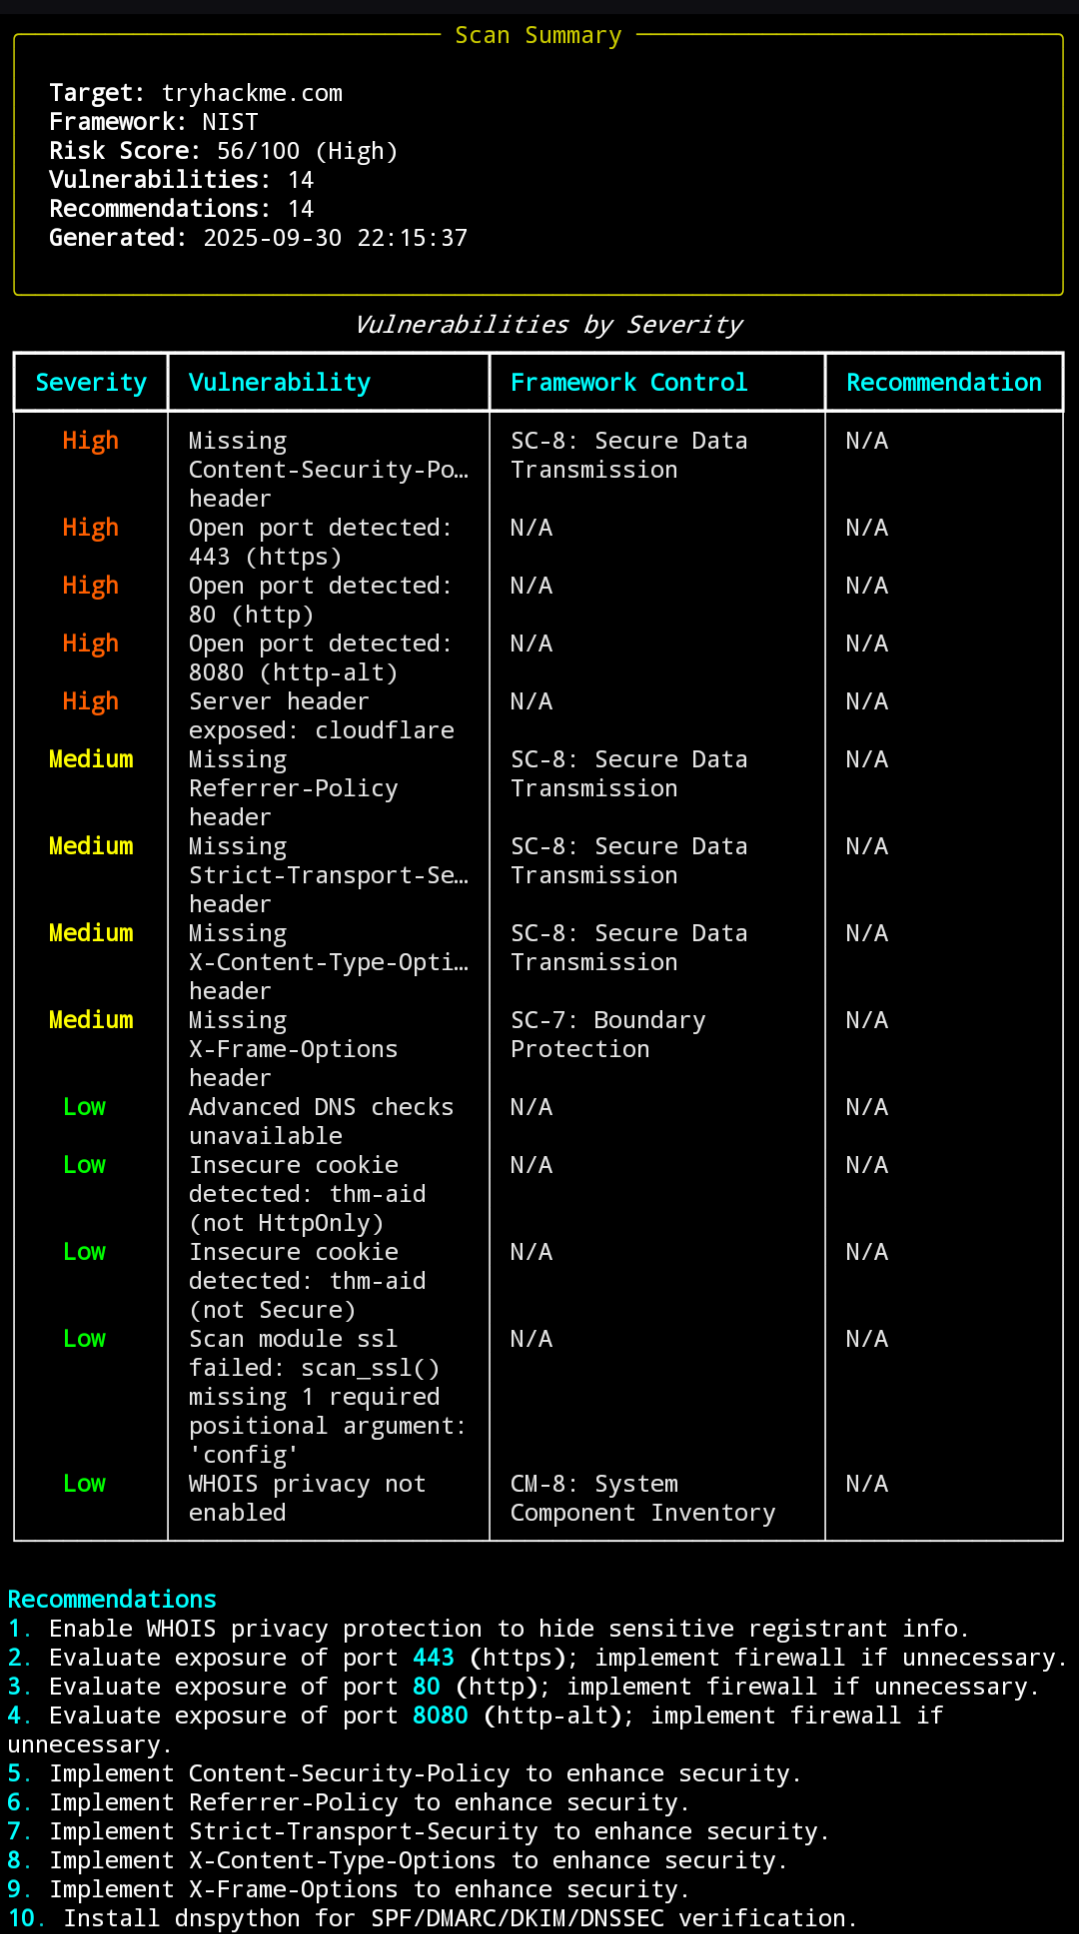 Scan Summary
Target: tryhackme.com
Framework: NIST
Risk Score: 56/100 (High)
Vulnerabilities: 14
Recommendations: 14
Generated: 2025-09-30 22:15:37
Vulnerabilities by Severity
Severity Vulnerability Framework Control Recommendation
High Missing SC-8: Secure Data N/A
Content-Security-Po… Transmission
header
High Open port detected: N/A N/A
443 (https)
High Open port detected: N/A N/A
80 (http)
High Open port detected: N/A N/A
8080 (http-alt)
High Server header N/A N/A
exposed: cloudflare
Medium Missing SC-8: Secure Data N/A
Referrer-Policy Transmission
header
Medium Missing SC-8: Secure Data N/A
Strict-Transport-Se… Transmission
header
Medium Missing SC-8: Secure Data N/A
X-Content-Type-Opti… Transmission
header
Medium Missing SC-7: Boundary N/A
X-Frame-Options Protection
header
Low Advanced DNS checks N/A N/A
unavailable
Low Insecure cookie N/A N/A
detected: thm-aid
(not HttpOnly)
Low Insecure cookie N/A N/A
detected: thm-aid
(not Secure)
Low Scan module ssl N/A N/A
failed: scan_ssl()
missing 1 required
positional argument:
'config'
Low WHOIS privacy not CM-8: System N/A
enabled Component Inventory
Recommendations
1. Enable WHOIS privacy protection to hide sensitive registrant info.
2. Evaluate exposure of port 443 (https); implement firewall if unnecessary.
3. Evaluate exposure of port 80 (http); implement firewall if unnecessary.
4. Evaluate exposure of port 8080 (http-alt); implement firewall if
unnecessary.
5. Implement Content-Security-Policy to enhance security.
6. Implement Referrer-Policy to enhance security.
7. Implement Strict-Transport-Security to enhance security.
8. Implement X-Content-Type-Options to enhance security.
9. Implement X-Frame-Options to enhance security.
10. Install dnspython for SPF/DMARC/DKIM/DNSSEC verification.